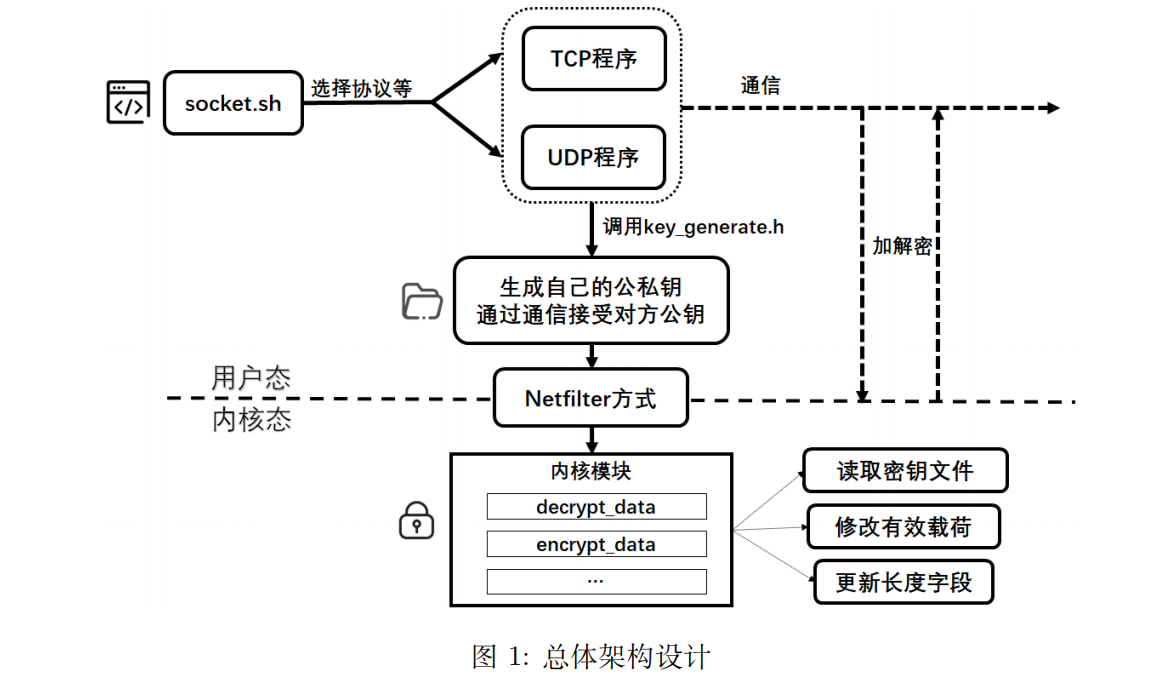 TCP程序
通信
socket.sh
选择协议等
UDP程序
调用key_generate.h
加解密
生成自己的公私钥
通过通信接受对方公钥
用户态
Netfilter方式
内核态
内核模块
decrypt_data
encrypt_data
...
读取密钥文件
修改有效载荷
更新长度字段
图 1: 总体架构设计